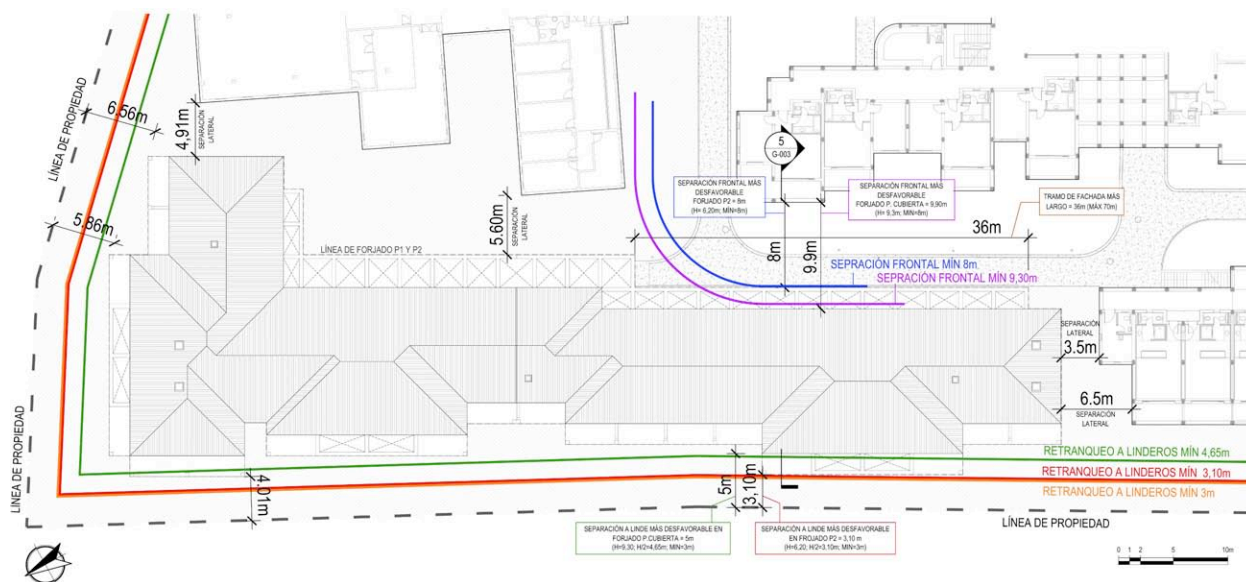 LÍNEA DE PROPIEDAD
6,56m
4,91m
SEPARACIÓN
LATERAL
5.86m
5.60m
SEPARACIÓN
LATERAL
LÍNEA DE FORJADO P1 Y P2
5
G-003
SEPARACIÓN FRONTAL MÁS
DESFAVORABLE
FORJADO P2 = 8m
(H= 6,20m; MÍN=8m)
SEPARACIÓN FRONTAL MÁS
DESFAVORABLE
FORJADO P. CUBIERTA = 9,90m
(H= 9.3m; MIN=8m)
TRAMO DE FACHADA MÁS
LARGO = 36m (MÁX 70m)
36m
8m
9.9m
SEPRACIÓN FRONTAL MÍN 8m
SEPRACIÓN FRONTAL MÍN 9,30m
SEPARACIÓN
LATERAL
3.5m
6.5m
SEPARACIÓN
LATERAL
LÍNEA DE PROPIEDAD
4.01m
5m
3,10m
RETRANQUEO A LINDEROS MÍN 4,65m
RETRANQUEO A LINDEROS MÍN 3,10m
RETRANQUEO A LINDEROS MÍN 3m
LÍNEA DE PROPIEDAD
SEPARACIÓN A LINDE MÁS DESFAVORABLE EN
FORJADO P.CUBIERTA = 5m
(H=9,30; H/2=4,65m; MIN=3m)
SEPARACIÓN A LINDE MÁS DESFAVORABLE
EN FROJADO P2 = 3,10 m
(H=6,20; H/2=3,10m; MIN=3m)
0 1 2 5 10m